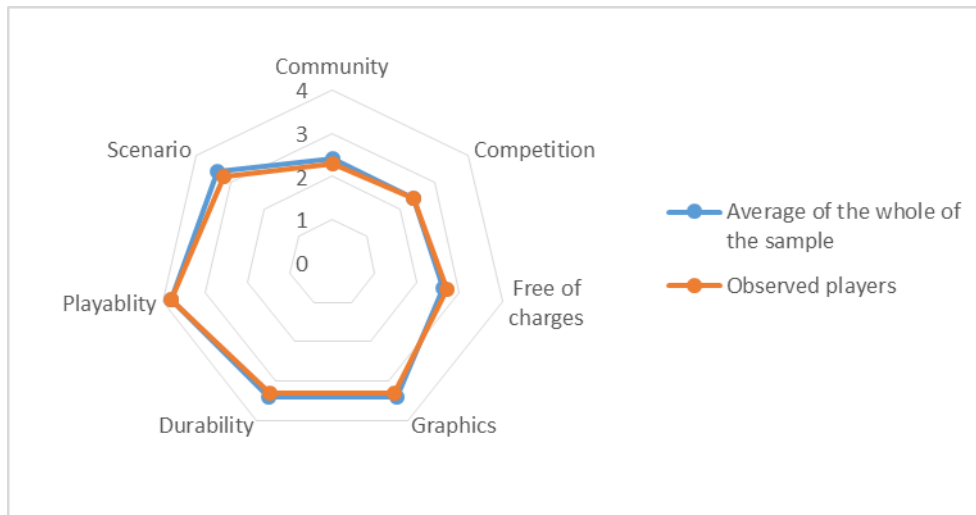 Community
4
3
2
1
0
Scenario
Competition
Playablity
Free of
charges
Durability
Graphics
Average of the whole of
the sample
Observed players